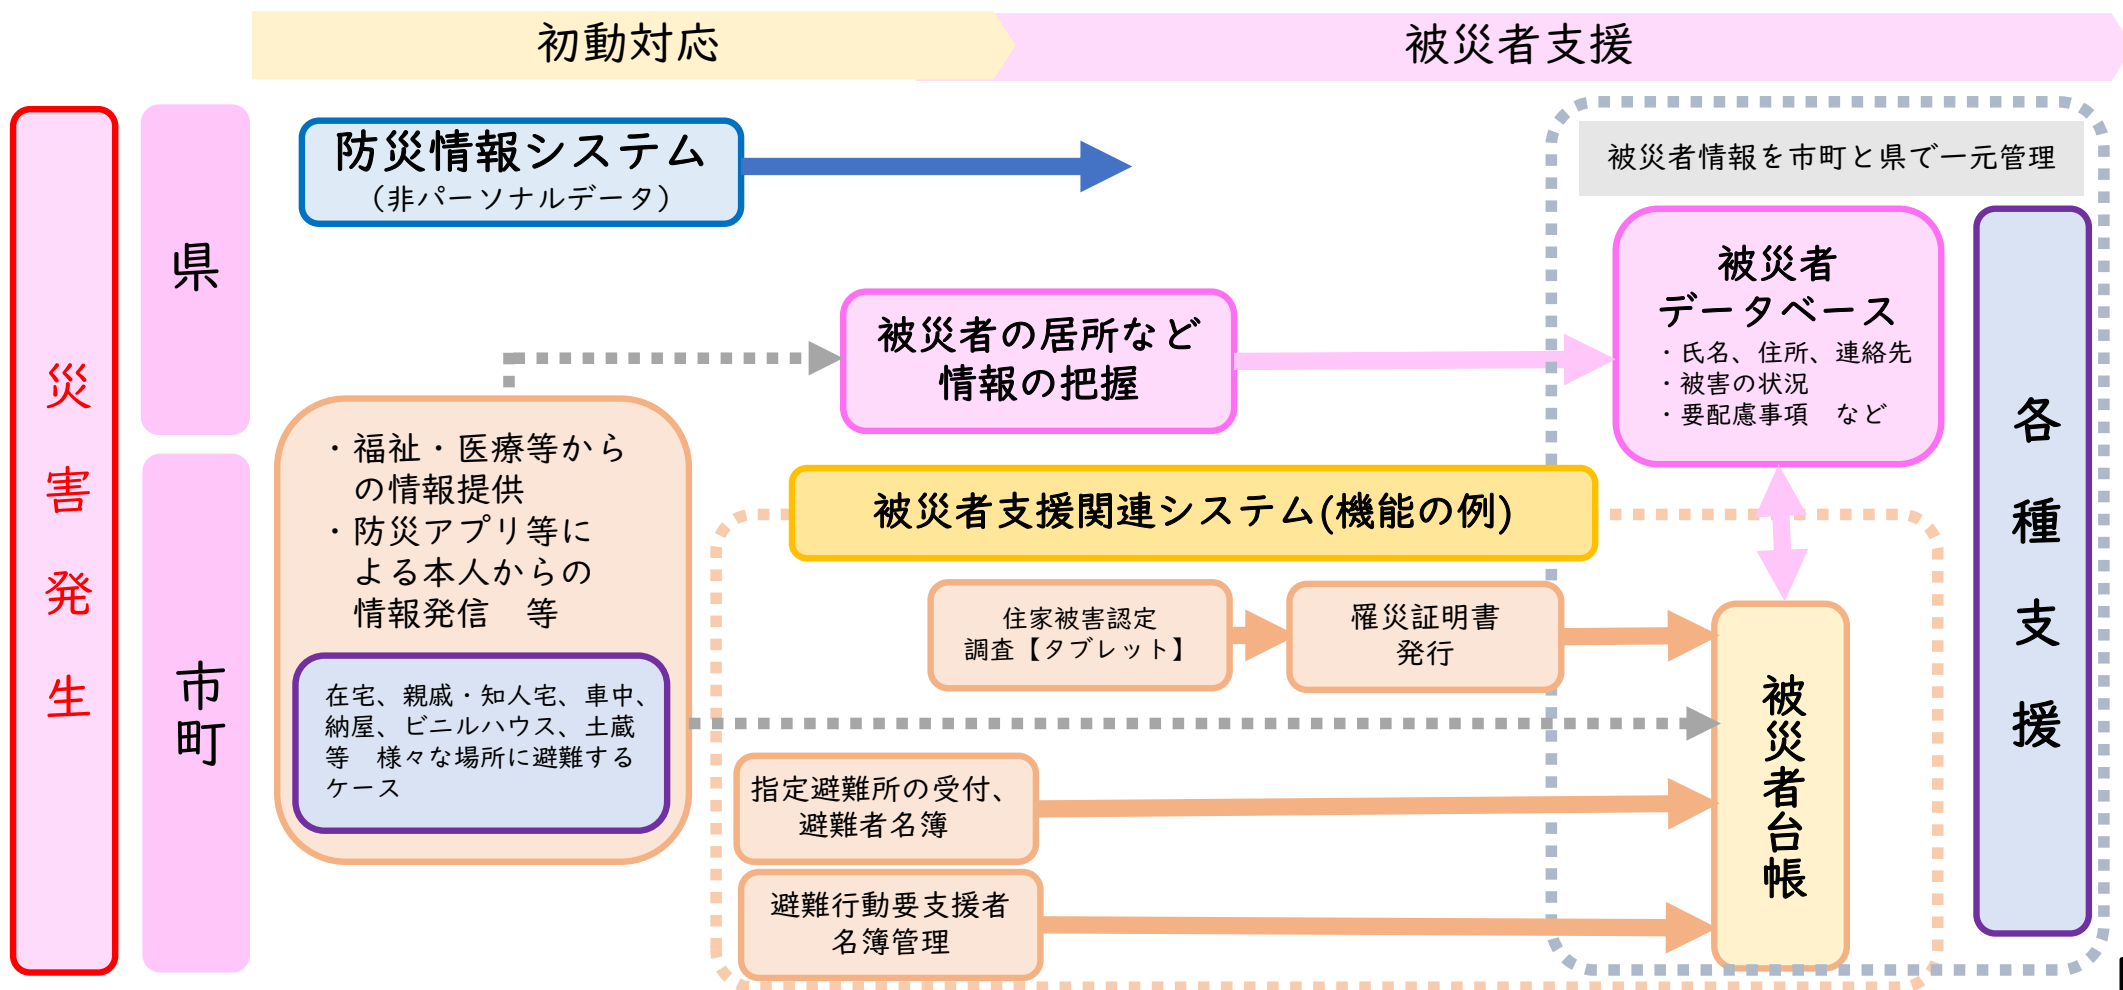 初動対応
被災者支援
災害発生
県
市町
防災情報システム
（非パーソナルデータ）
被災者の居所など
情報の把握
・福祉・医療等から
の情報提供
・防災アプリ等に
よる本人からの
情報発信　等
在宅、親戚・知人宅、車中、
納屋、ビニルハウス、土蔵
等　様々な場所に避難する
ケース
被災者支援関連システム(機能の例)
住家被害認定
調査【タブレット】
罹災証明書
発行
指定避難所の受付、
避難者名簿
避難行動要支援者
名簿管理
被災者情報を市町と県で一元管理
被災者
データベース
・氏名、住所、連絡先
・被害の状況
・要配慮事項　など
被災者台帳
各種支援